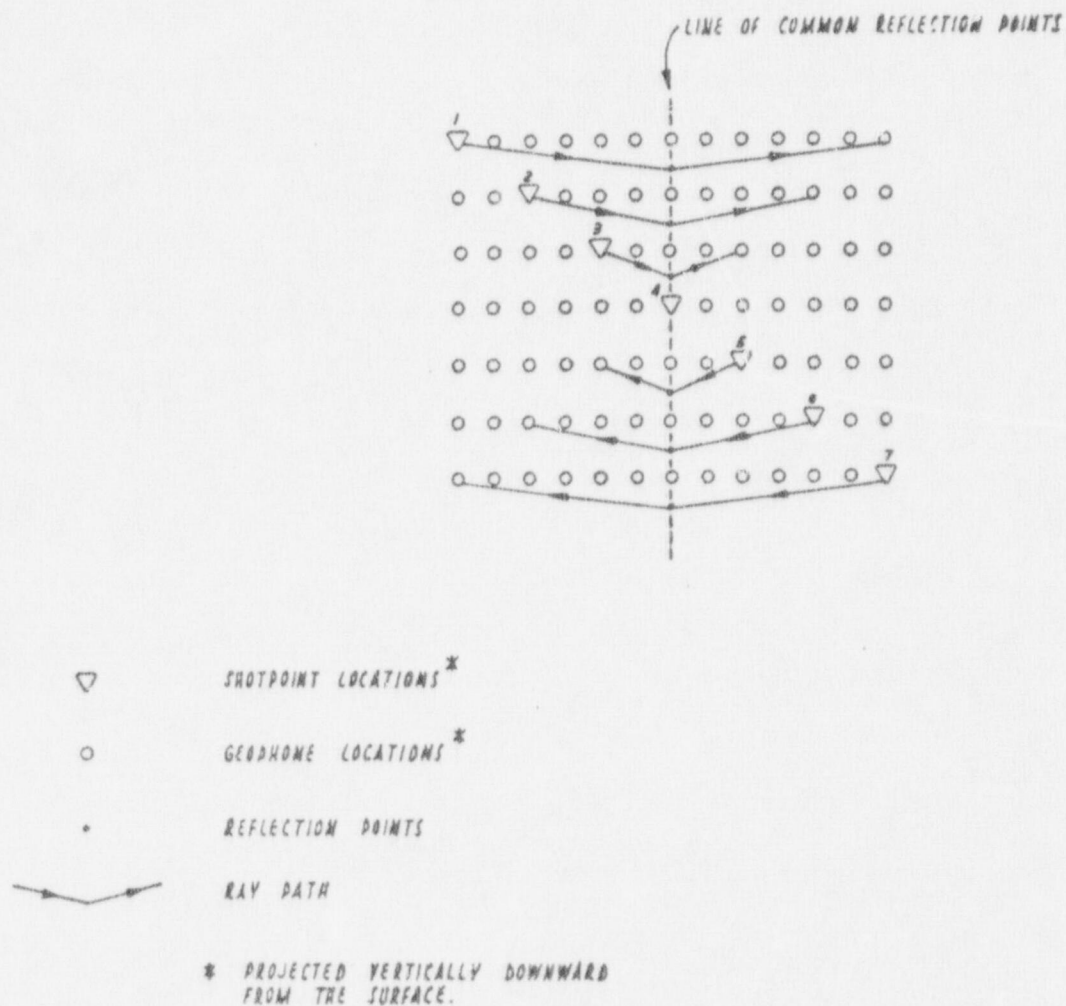 LINE OF COMMON REFLECTION POINTS
1
2
3
4
5
6
7
SHOTPOINT LOCATIONS *
GEOPHONE LOCATIONS *
REFLECTION POINTS
RAY PATH
* PROJECTED VERTICALLY DOWNWARD
FROM THE SURFACE.